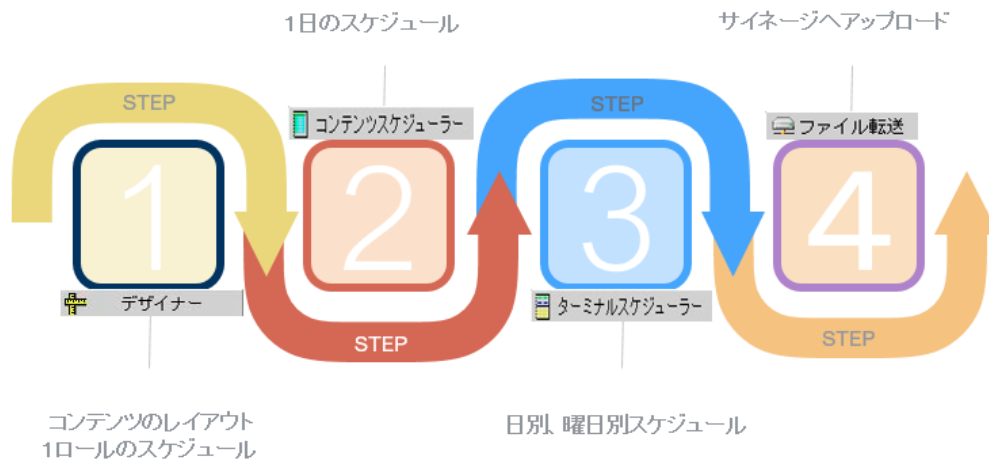 1日のスケジュール
サイネージへアップロード
STEP
コンテンツスケジューラー
STEP
ファイル転送
1
2
3
4
デザイナー
ターミナルスケジューラー
STEP
STEP
コンテンツのレイアウト
1ロールのスケジュール
日別、曜日別スケジュール